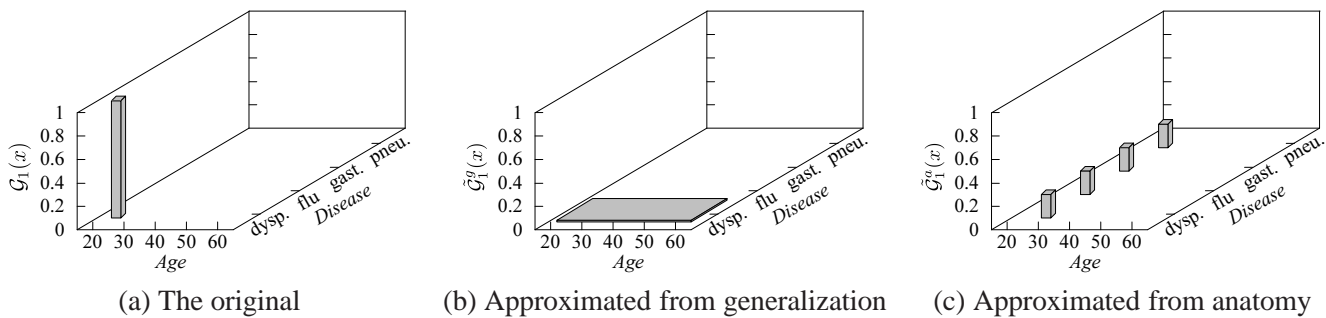 1
0.8
0.6
0.4
0.2
0
𝒢₁(x)
20 30 40 50 60
Age
dysp. flu gast. pneu.
Disease
(a) The original
1
0.8
0.6
0.4
0.2
0
𝒢̃₁ᵍ(x)
20 30 40 50 60
Age
dysp. flu gast. pneu.
Disease
(b) Approximated from generalization
1
0.8
0.6
0.4
0.2
0
𝒢̃₁ᵃ(x)
20 30 40 50 60
Age
dysp. flu gast. pneu.
Disease
(c) Approximated from anatomy